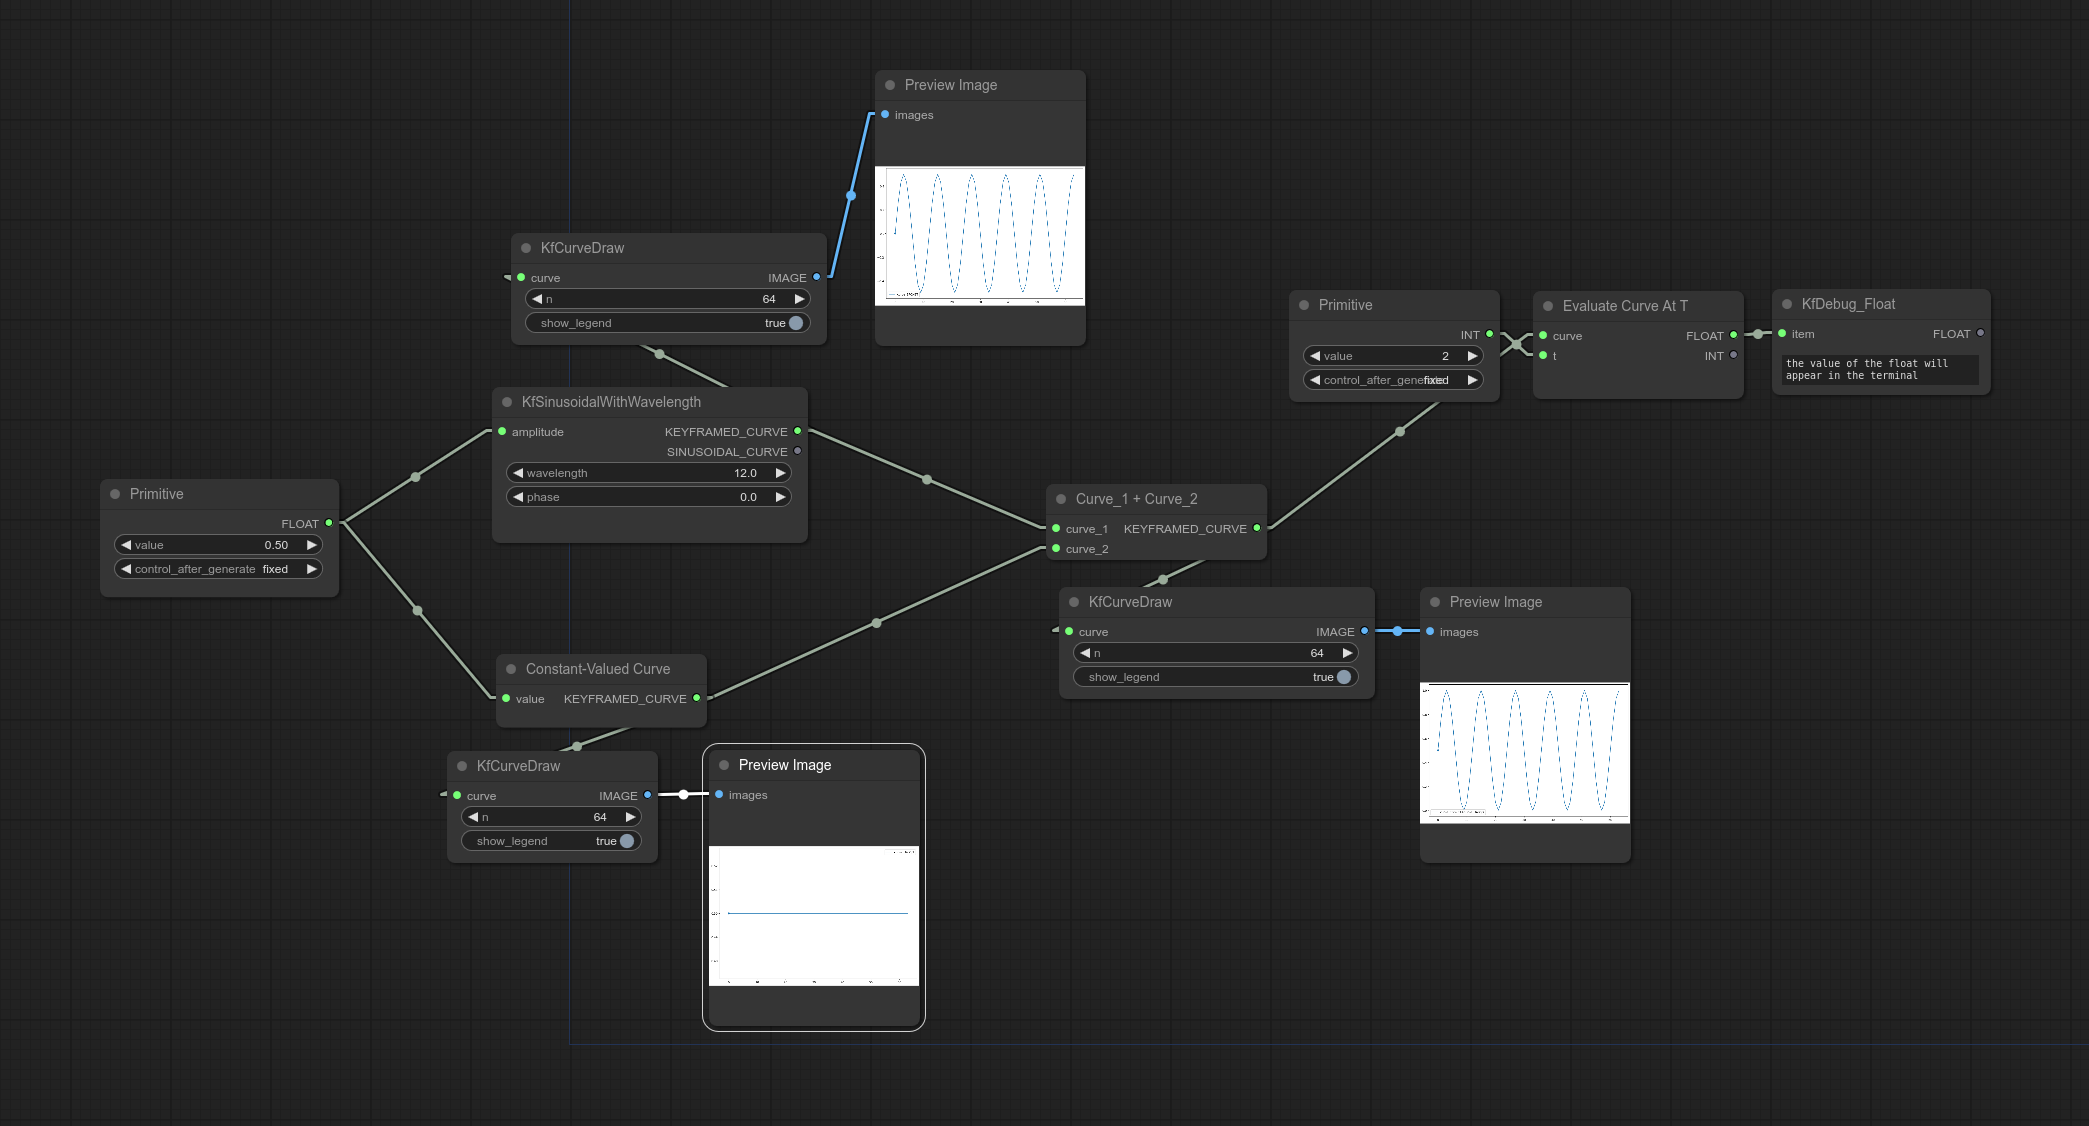 Preview Image
images
KfCurveDraw
curve IMAGE
n 64
show_legend true
KfSinusoidalWithWavelength
amplitude KEYFRAMED_CURVE
SINUSOIDAL_CURVE
wavelength 12.0
phase 0.0
Primitive
FLOAT
value 0.50
control_after_generate fixed
Constant-Valued Curve
value KEYFRAMED_CURVE
KfCurveDraw
curve IMAGE
n 64
show_legend true
Preview Image
images
Curve_1 + Curve_2
curve_1 KEYFRAMED_CURVE
curve_2
KfCurveDraw
curve IMAGE
n 64
show_legend true
Preview Image
images
Primitive
INT
value 2
control_after_gene fixed
Evaluate Curve At T
curve FLOAT
t INT
KfDebug_Float
item FLOAT
the value of the float will
appear in the terminal